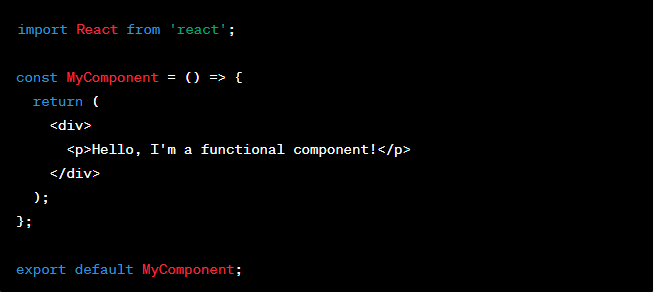 import React from 'react';

const MyComponent = () => {
  return (
    <div>
      <p>Hello, I'm a functional component!</p>
    </div>
  );
};

export default MyComponent;